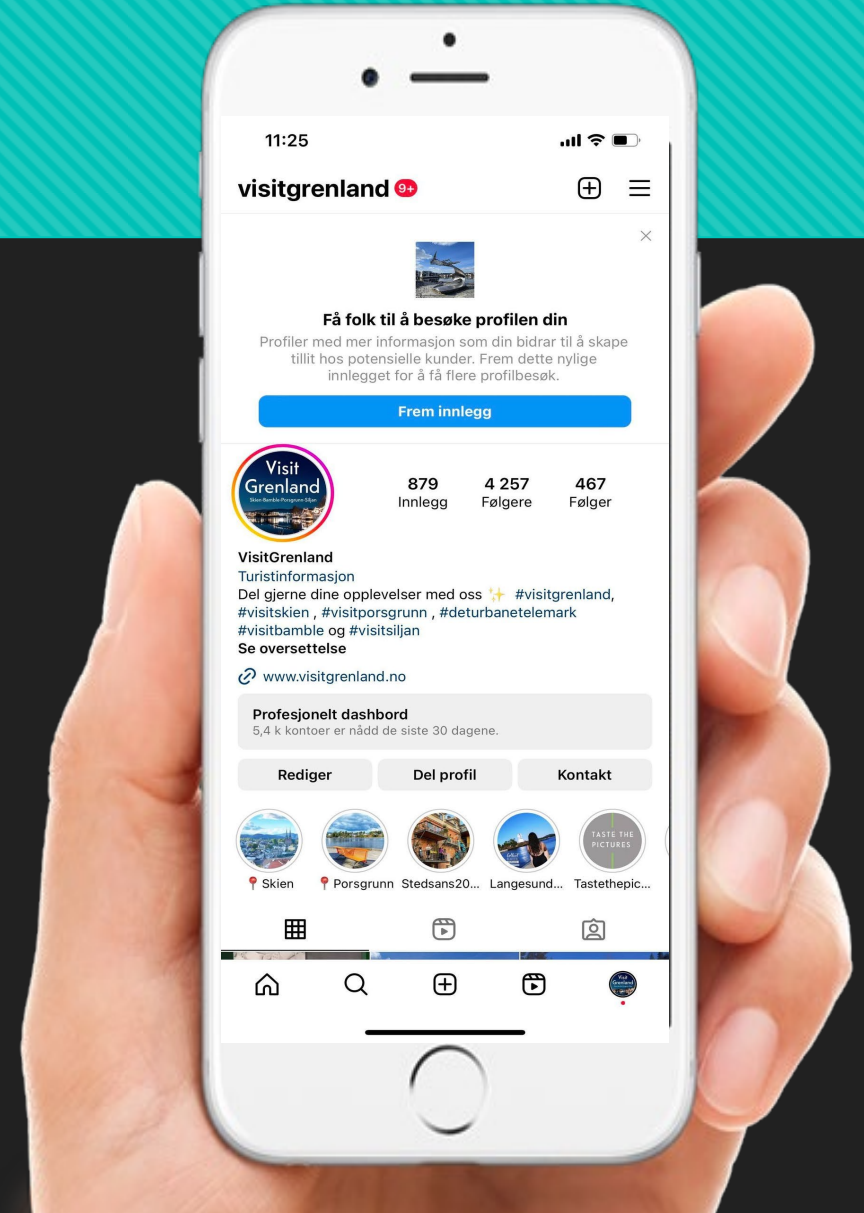 11:25
visitgrenland 9+
Få folk til å besøke profilen din
Profiler med mer informasjon som din bidrar til å skape
tillit hos potensielle kunder. Frem dette nylige
innlegget for å få flere profilbesøk.
Frem innlegg
Visit
Grenland
Skien-Bamble-Porsgrunn-Siljan
879 4 257 467
Innlegg Følgere Følger
VisitGrenland
Turistinformasjon
Del gjerne dine opplevelser med oss ✨ #visitgrenland,
#visitskien , #visitporsgrunn , #deturbanetelemark
#visitbamble og #visitsiljan
Se oversettelse
www.visitgrenland.no
Profesjonelt dashbord
5,4 k kontoer er nådd de siste 30 dagene.
Rediger Del profil Kontakt
TASTE THE
PICTURES
📍 Skien 📍 Porsgrunn Stedsans20... Langesund... Tastethepic...
Visit
Grenland